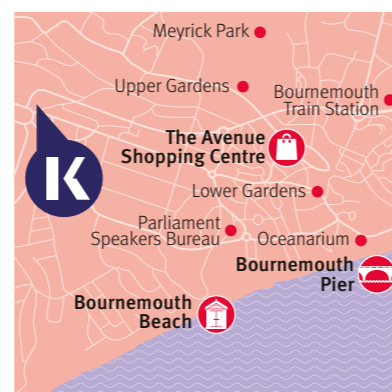 Meyrick Park
Upper Gardens
Bournemouth
Train Station
The Avenue
Shopping Centre
K
Lower Gardens
Parliament
Speakers Bureau
Oceanarium
Bournemouth
Pier
Bournemouth
Beach